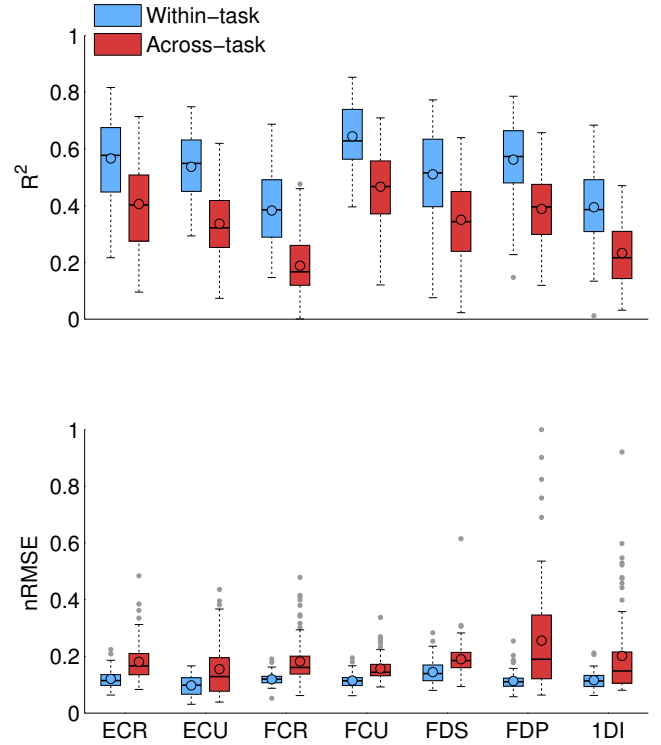 Within−task
Across−task
1
0.8
0.6
0.4
0.2
0
R²
1
0.8
0.6
0.4
0.2
0
nRMSE
ECR ECU FCR FCU FDS FDP 1DI